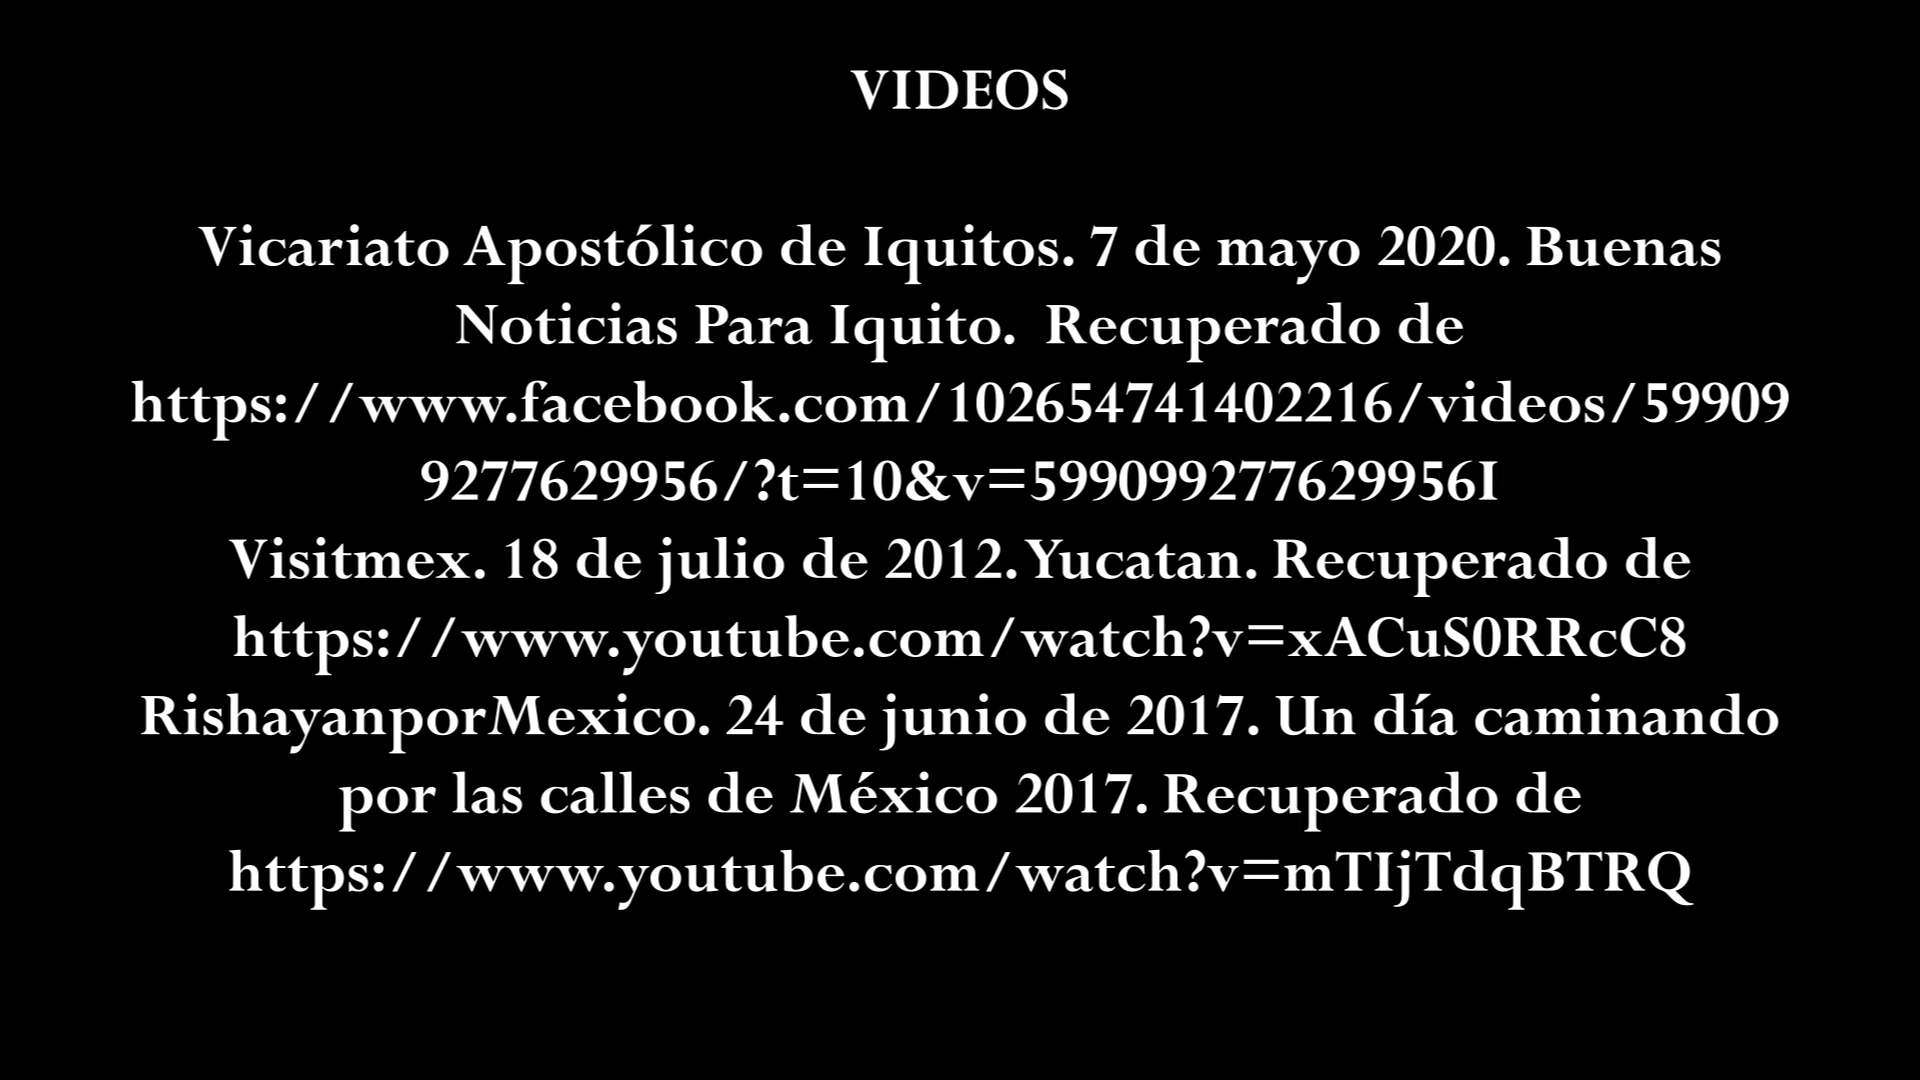 VIDEOS
Vicariato Apostólico de Iquitos. 7 de mayo 2020. Buenas
Noticias Para Iquito.  Recuperado de
https://www.facebook.com/102654741402216/videos/59909
9277629956/?t=10&v=599099277629956I
Visitmex. 18 de julio de 2012. Yucatan. Recuperado de
https://www.youtube.com/watch?v=xACuS0RRcC8
RishayanporMexico. 24 de junio de 2017. Un día caminando
por las calles de México 2017. Recuperado de
https://www.youtube.com/watch?v=mTIjTdqBTRQ